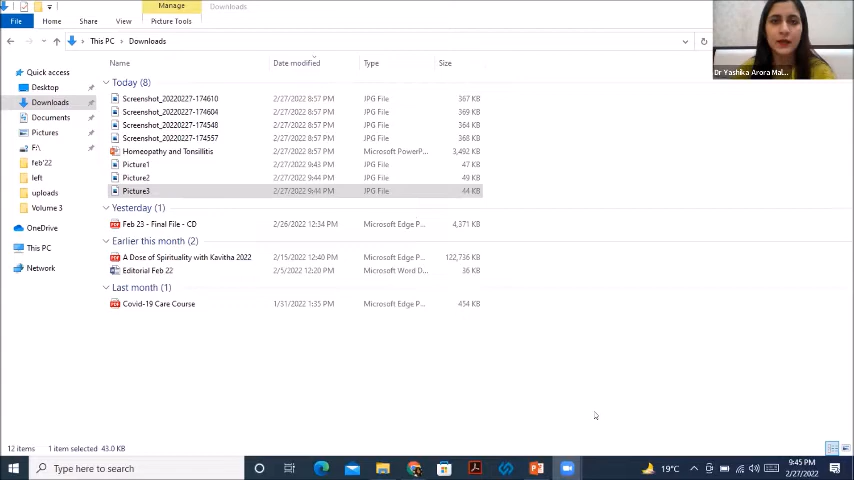 Manage
Downloads
File Home Share View Picture Tools
This PC Downloads
Name Date modified Type Size
Quick access
Desktop
Downloads
Documents
Pictures
F:\
feb'22
left
uploads
Volume 3
OneDrive
This PC
Network
Today (8)
Screenshot_20220227-174610 2/27/2022 8:57 PM JPG File 367 KB
Screenshot_20220227-174604 2/27/2022 8:57 PM JPG File 369 KB
Screenshot_20220227-174548 2/27/2022 8:57 PM JPG File 364 KB
Screenshot_20220227-174557 2/27/2022 8:57 PM JPG File 368 KB
Homeopathy and Tonsillitis 2/27/2022 8:57 PM Microsoft PowerP... 3,492 KB
Picture1 2/27/2022 9:43 PM JPG File 47 KB
Picture2 2/27/2022 9:44 PM JPG File 49 KB
Picture3 2/27/2022 9:44 PM JPG File 44 KB
Yesterday (1)
Feb 23 - Final File - CD 2/26/2022 12:34 PM Microsoft Edge P... 4,371 KB
Earlier this month (2)
A Dose of Spirituality with Kavitha 2022 2/15/2022 12:40 PM Microsoft Edge P... 122,736 KB
Editorial Feb 22 2/5/2022 12:20 PM Microsoft Word D... 36 KB
Last month (1)
Covid-19 Care Course 1/31/2022 1:35 PM Microsoft Edge P... 454 KB
Dr Yashika Arora Mal...
12 items 1 item selected 43.0 KB
Type here to search
19°C
9:45 PM
2/27/2022